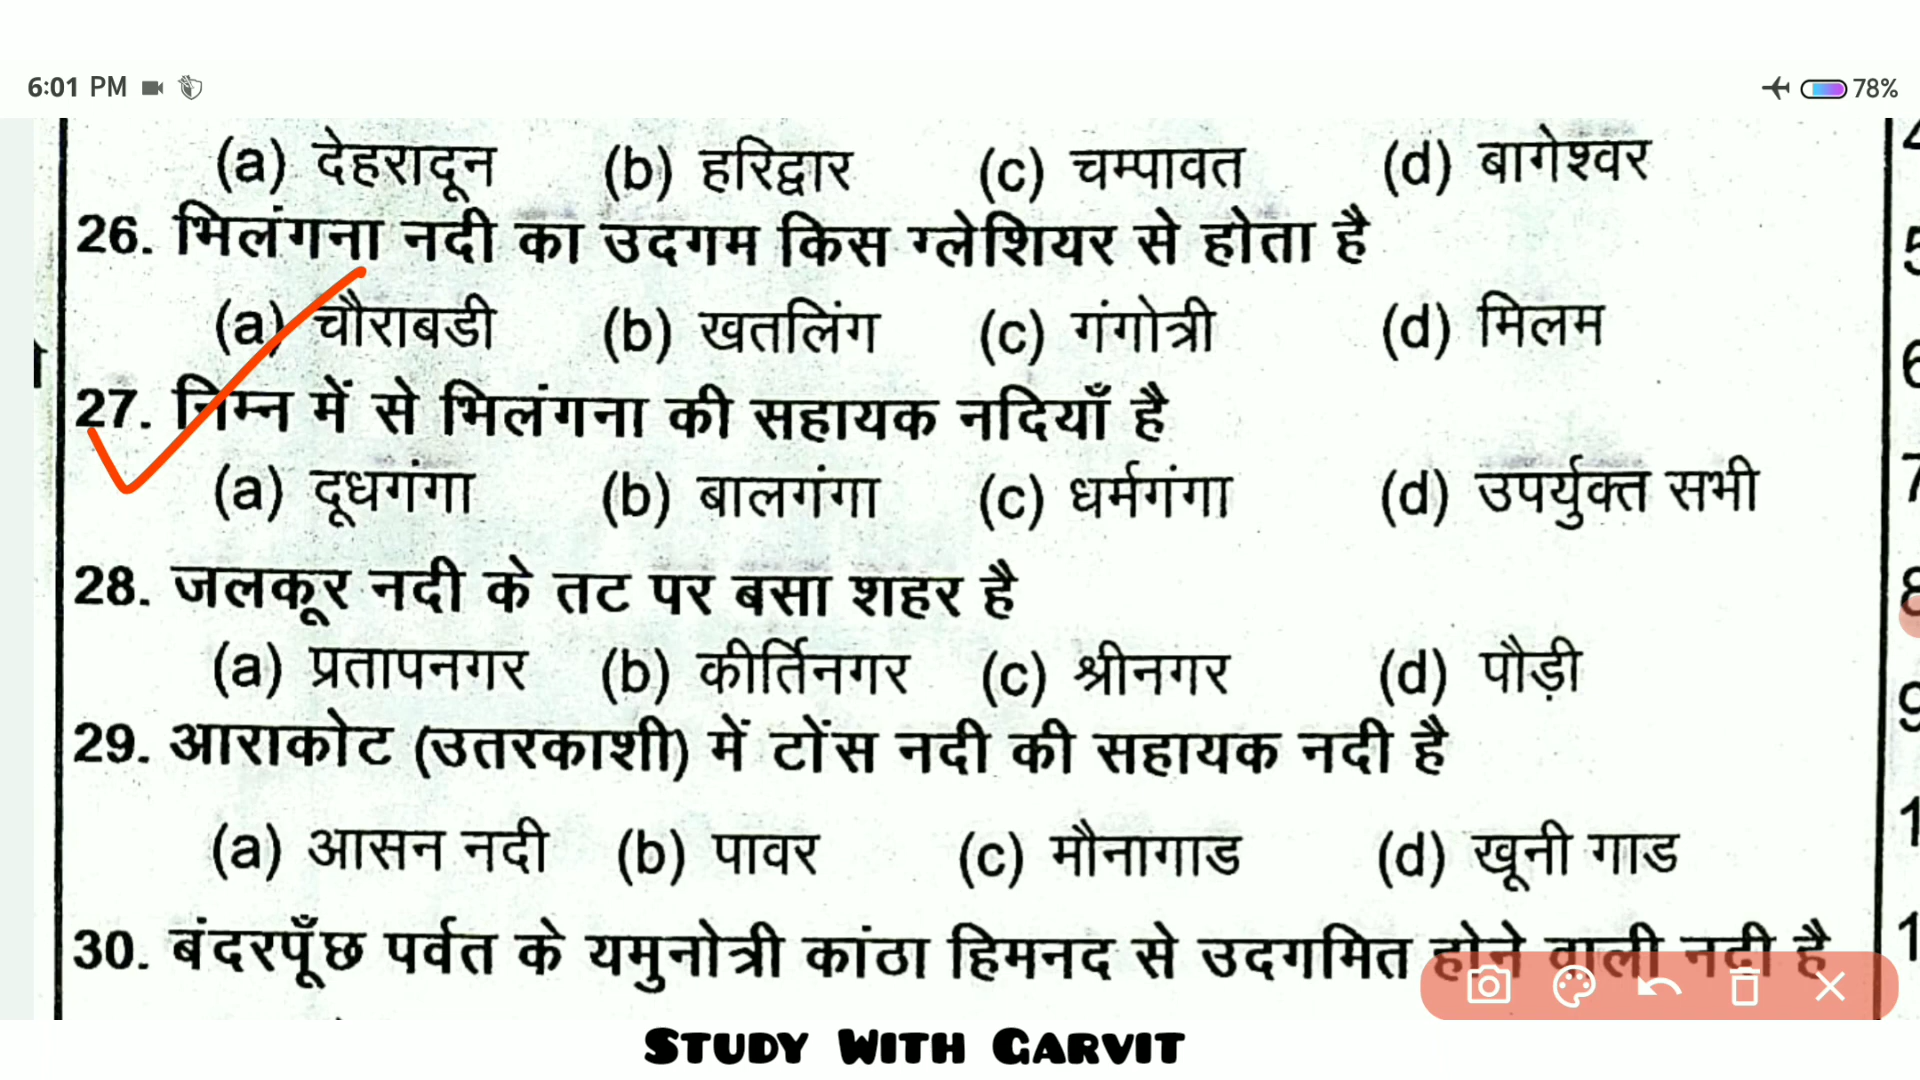 6:01 PM
78%
(a) देहरादून (b) हरिद्वार (c) चम्पावत (d) बागेश्वर
26. भिलंगना नदी का उदगम किस ग्लेशियर से होता है
(a) चौराबडी (b) खतलिंग (c) गंगोत्री (d) मिलम
27. निम्न में से भिलंगना की सहायक नदियाँ है
(a) दूधगंगा (b) बालगंगा (c) धर्मगंगा (d) उपर्युक्त सभी
28. जलकूर नदी के तट पर बसा शहर है
(a) प्रतापनगर (b) कीर्तिनगर (c) श्रीनगर (d) पौड़ी
29. आराकोट (उतरकाशी) में टोंस नदी की सहायक नदी है
(a) आसन नदी (b) पावर (c) मौनागाड (d) खूनी गाड
30. बंदरपूँछ पर्वत के यमुनोत्री कांठा हिमनद से उदगमित होने वाली नदी है
STUDY WITH GARVIT